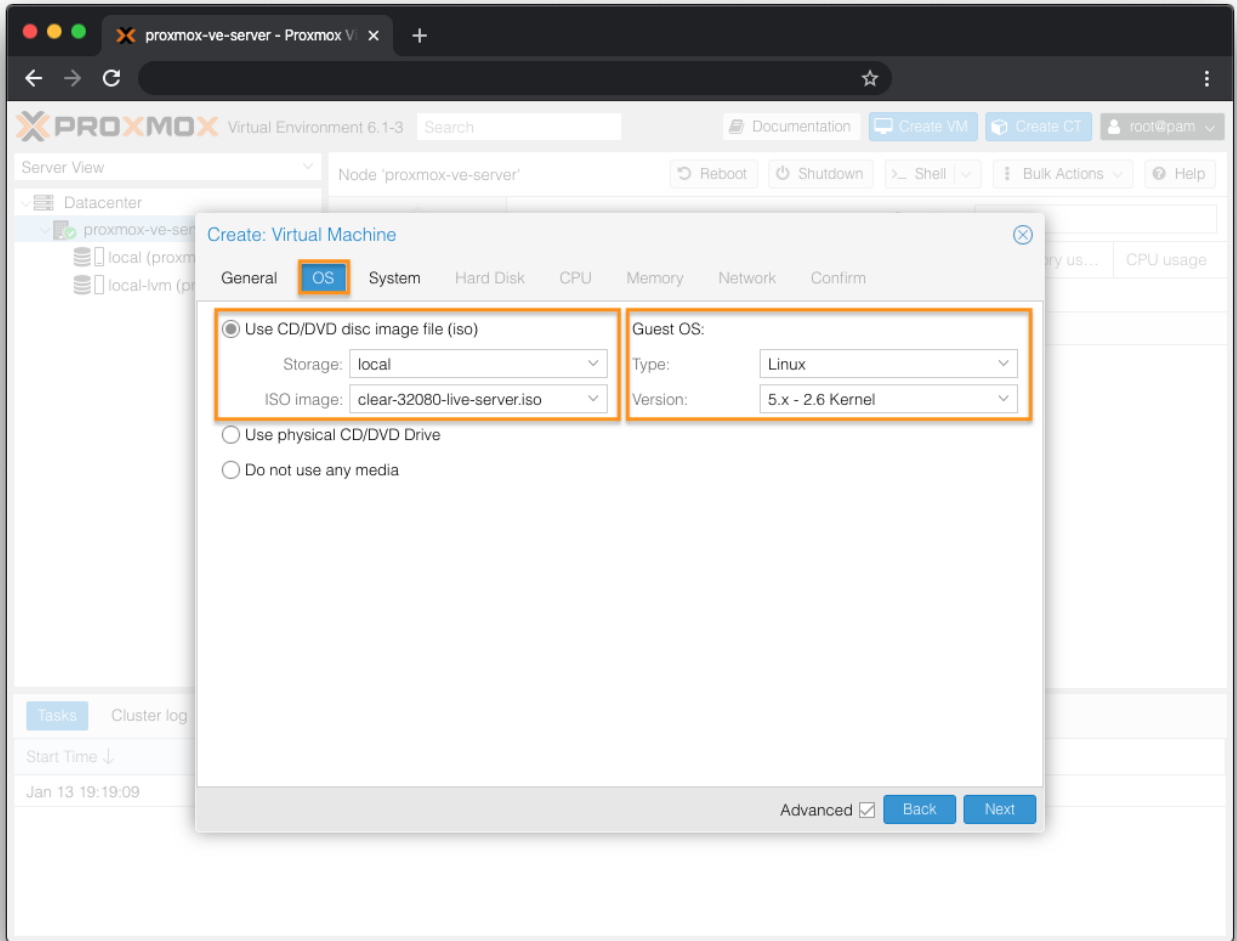 proxmox-ve-server - Proxmox Vi
PROXMOX Virtual Environment 6.1-3 Search Documentation Create VM Create CT root@pam
Server View
Node 'proxmox-ve-server' Reboot Shutdown >_ Shell Bulk Actions Help
Datacenter
proxmox-ve-ser
local (proxm
local-lvm (pr
ory us... CPU usage
Create: Virtual Machine
General OS System Hard Disk CPU Memory Network Confirm
Use CD/DVD disc image file (iso) Guest OS:
Storage: local Type: Linux
ISO image: clear-32080-live-server.iso Version: 5.x - 2.6 Kernel
Use physical CD/DVD Drive
Do not use any media
Advanced Back Next
Tasks Cluster log
Start Time
Jan 13 19:19:09